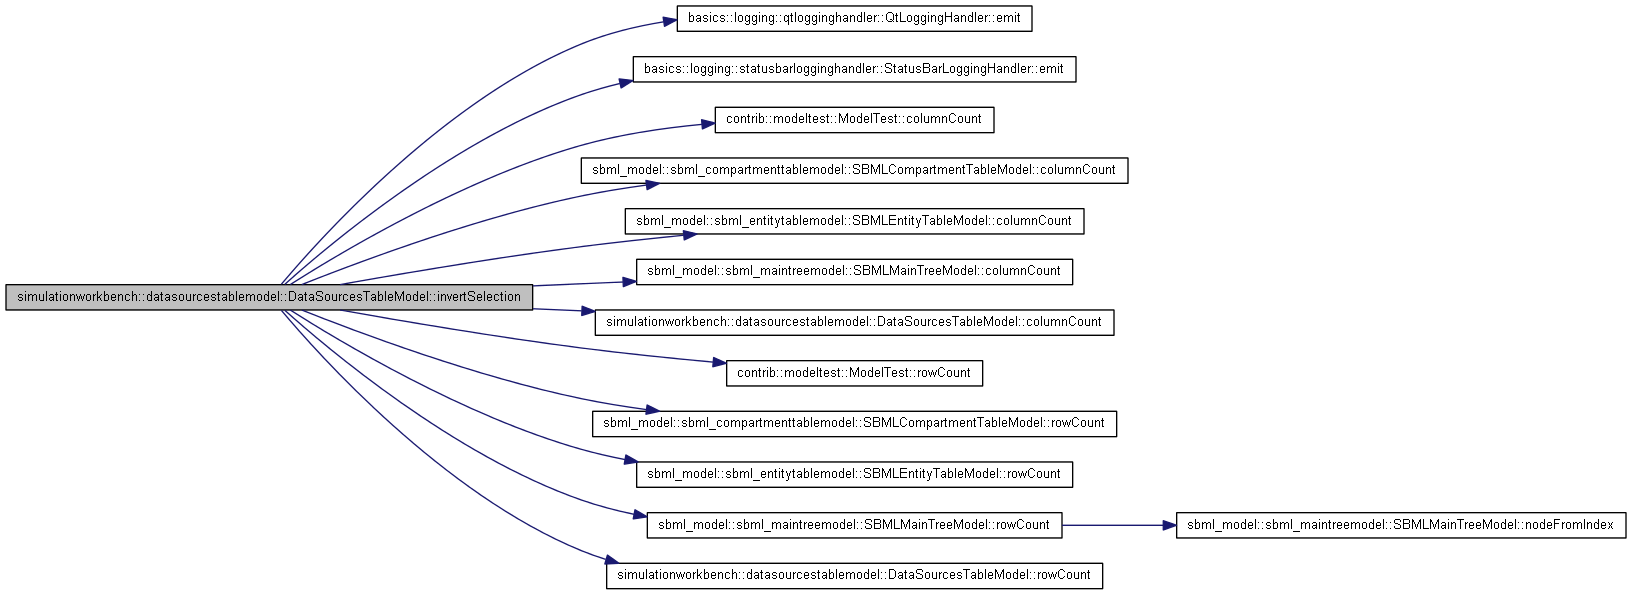 basics::logging::qtlogginghandler::QtLoggingHandler::emit
basics::logging::statusbarlogginghandler::StatusBarLoggingHandler::emit
contrib::modeltest::ModelTest::columnCount
sbml_model::sbml_compartmenttablemodel::SBMLCompartmentTableModel::columnCount
sbml_model::sbml_entitytablemodel::SBMLEntityTableModel::columnCount
sbml_model::sbml_maintreemodel::SBMLMainTreeModel::columnCount
simulationworkbench::datasourcestablemodel::DataSourcesTableModel::invertSelection
simulationworkbench::datasourcestablemodel::DataSourcesTableModel::columnCount
contrib::modeltest::ModelTest::rowCount
sbml_model::sbml_compartmenttablemodel::SBMLCompartmentTableModel::rowCount
sbml_model::sbml_entitytablemodel::SBMLEntityTableModel::rowCount
sbml_model::sbml_maintreemodel::SBMLMainTreeModel::rowCount
sbml_model::sbml_maintreemodel::SBMLMainTreeModel::nodeFromIndex
simulationworkbench::datasourcestablemodel::DataSourcesTableModel::rowCount